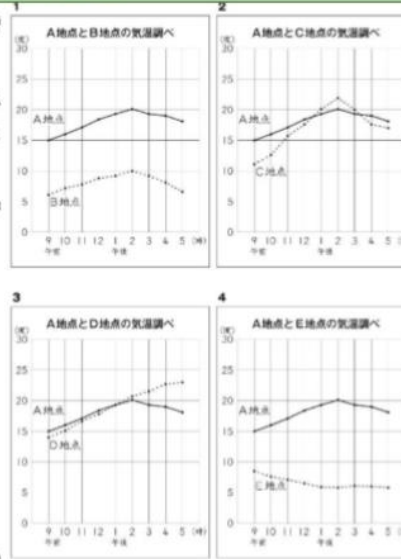 1
A地点とB地点の気温調べ
(度)
30
25
20
A地点
15
10
B地点
5
0
9 10 11 12 1 2 3 4 5 (時)
午前 午後
2
A地点とC地点の気温調べ
(度)
30
25
20
A地点
15
10
C地点
5
0
9 10 11 12 1 2 3 4 5 (時)
午前 午後
3
A地点とD地点の気温調べ
(度)
30
25
20
A地点
15
D地点
10
5
0
9 10 11 12 1 2 3 4 5 (時)
午前 午後
4
A地点とE地点の気温調べ
(度)
30
25
20
A地点
15
10
E地点
5
0
9 10 11 12 1 2 3 4 5 (時)
午前 午後